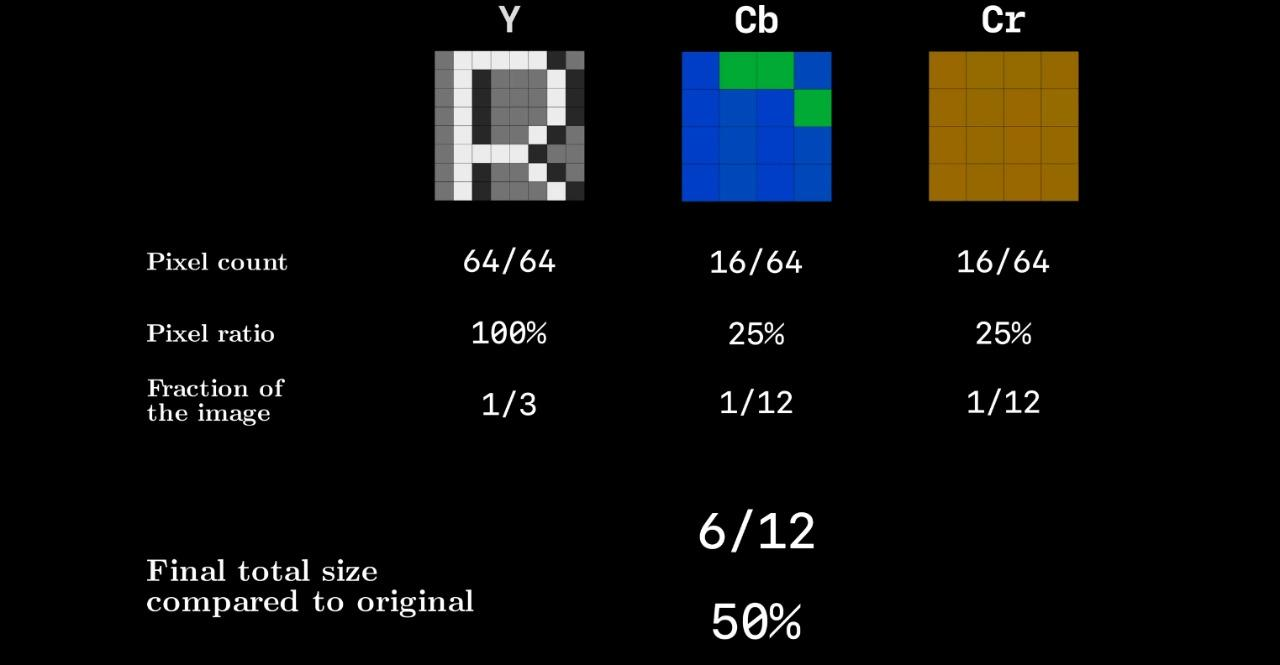 Y Cb Cr
Pixel count 64/64 16/64 16/64
Pixel ratio 100% 25% 25%
Fraction of
the image 1/3 1/12 1/12
6/12
Final total size
compared to original
50%